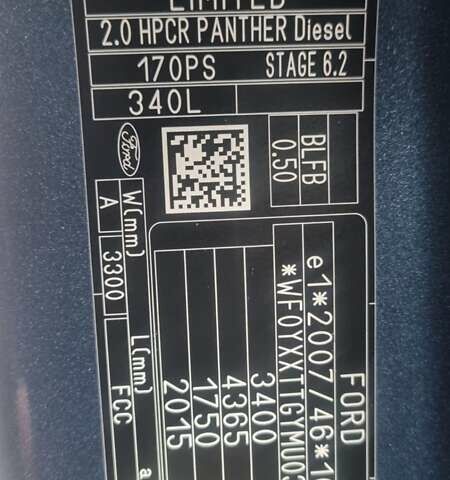 LIMITED
2.0 HPCR PANTHER Diesel
170PS STAGE 6.2
340L
Ford
BLFB
0.50
FORD
e1*2007/46*1
*WF0YXXTTGYMU0
3400
4365
1750
2015
W(mm) L(mm) a
A 3300 FCC